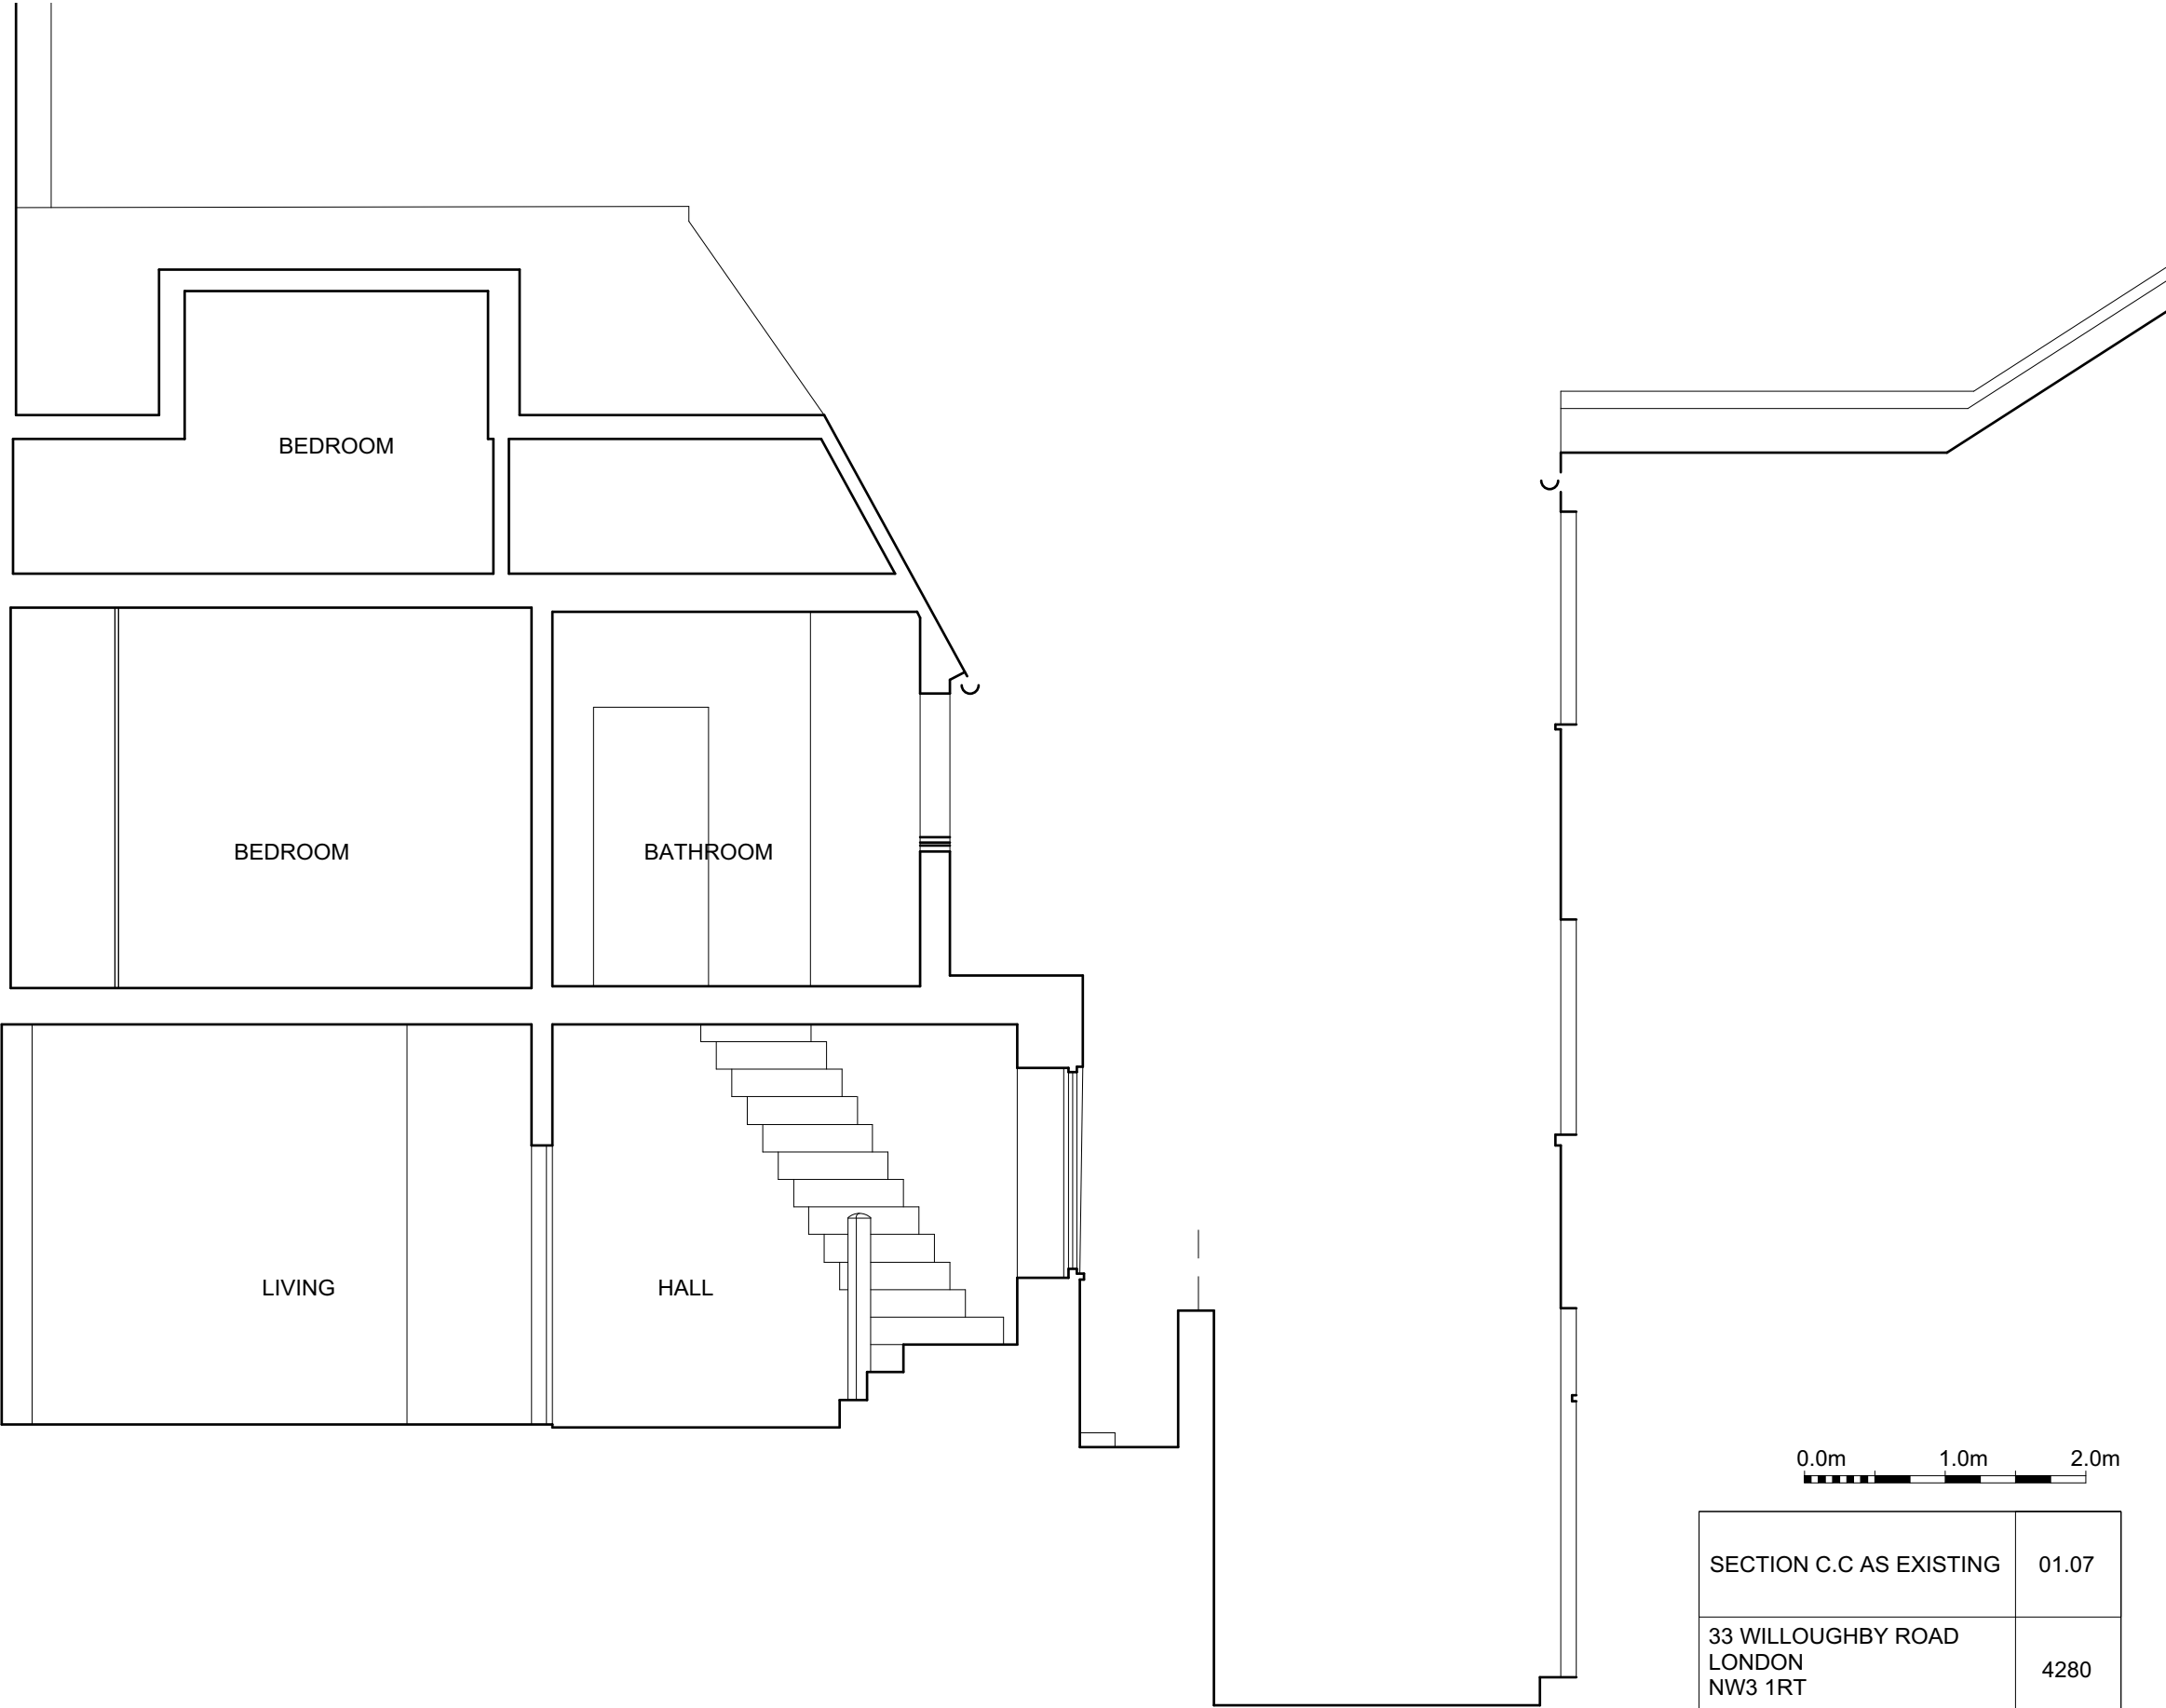 BEDROOM
BEDROOM
BATHROOM
LIVING
HALL
0.0m 1.0m 2.0m
SECTION C.C AS EXISTING 01.07
33 WILLOUGHBY ROAD
LONDON
NW3 1RT
4280